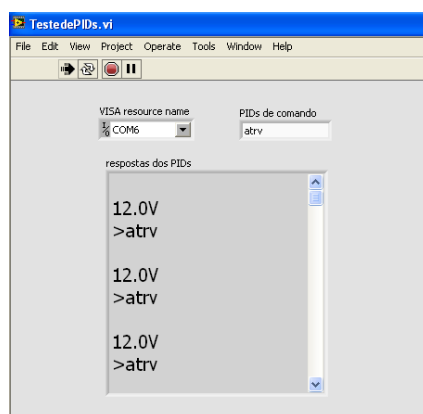 TestedePIDs.vi
File Edit View Project Operate Tools Window Help
VISA resource name
PIDs de comando
COM6
atrv
respostas dos PIDs
12.0V
>atrv
12.0V
>atrv
12.0V
>atrv